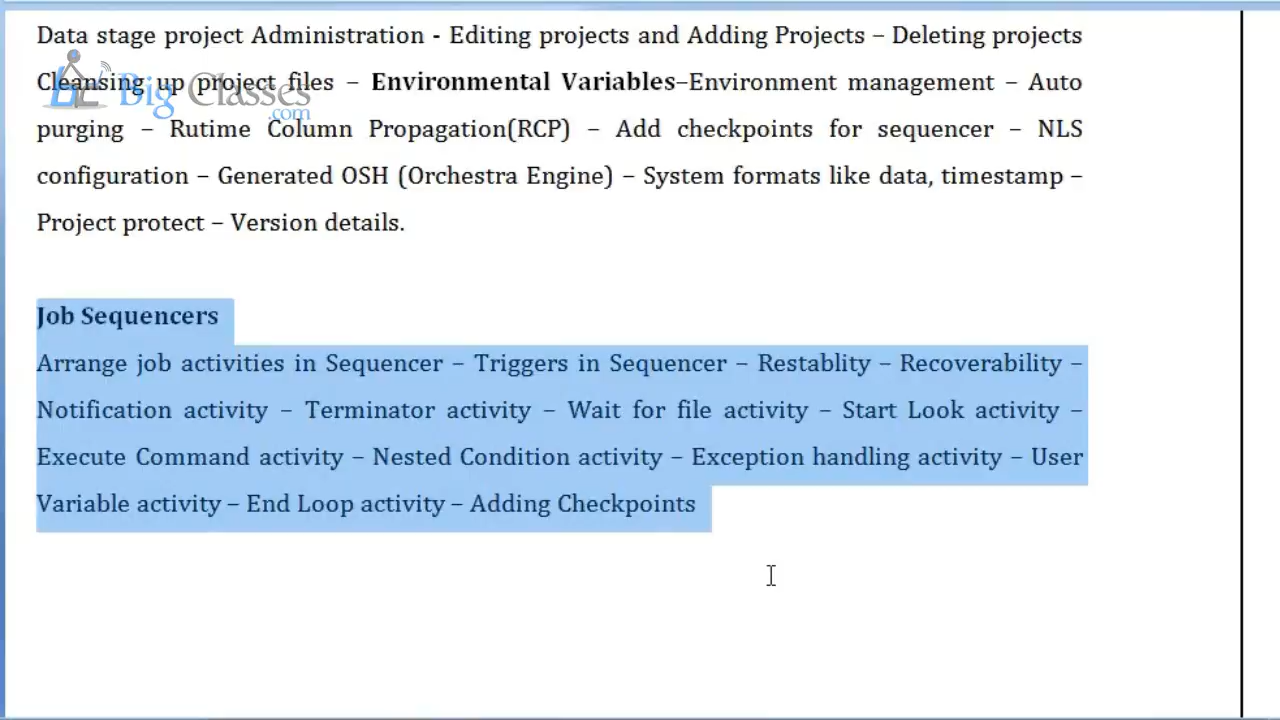 Data stage project Administration - Editing projects and Adding Projects – Deleting projects
Cleansing up project files – Environmental Variables–Environment management – Auto
Big Classes
.com
purging – Rutime Column Propagation(RCP) – Add checkpoints for sequencer – NLS
configuration – Generated OSH (Orchestra Engine) – System formats like data, timestamp –
Project protect – Version details.
Job Sequencers
Arrange job activities in Sequencer – Triggers in Sequencer – Restablity – Recoverability –
Notification activity – Terminator activity – Wait for file activity – Start Look activity –
Execute Command activity – Nested Condition activity – Exception handling activity – User
Variable activity – End Loop activity – Adding Checkpoints